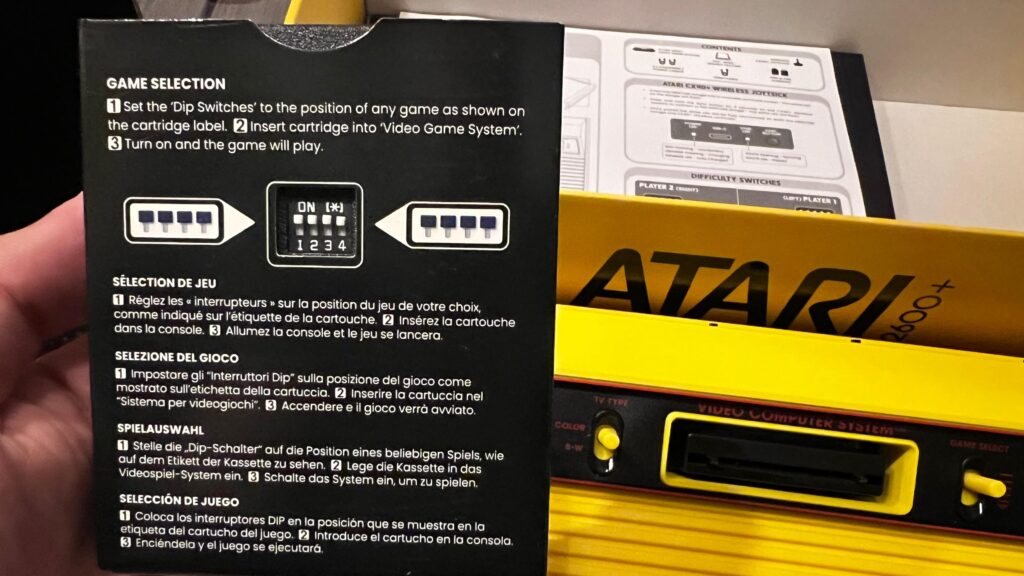 GAME SELECTION
1 Set the ‘Dip Switches’ to the position of any game as shown on
the cartridge label. 2 Insert cartridge into ‘Video Game System’.
3 Turn on and the game will play.
ON [*]
1 2 3 4
SÉLECTION DE JEU
1 Réglez les « interrupteurs » sur la position du jeu de votre choix,
comme indiqué sur l’étiquette de la cartouche. 2 Insérez la cartouche
dans la console. 3 Allumez la console et le jeu se lancera.
SELEZIONE DEL GIOCO
1 Impostare gli “Interruttori Dip” sulla posizione del gioco come
mostrato sull’etichetta della cartuccia. 2 Inserire la cartuccia nel
“Sistema per videogiochi”. 3 Accendere e il gioco verrà avviato.
SPIELAUSWAHL
1 Stelle die „Dip-Schalter“ auf die Position eines beliebigen Spiels, wie
auf dem Etikett der Kassette zu sehen. 2 Lege die Kassette in das
Videospiel-System ein. 3 Schalte das System ein, um zu spielen.
SELECCIÓN DE JUEGO
1 Coloca los interruptores DIP en la posición que se muestra en la
etiqueta del cartucho del juego. 2 Introduce el cartucho en la consola.
3 Enciéndela y el juego se ejecutará.
CONTENTS
ATARI CX40+ WIRELESS JOYSTICK
DIFFICULTY SWITCHES
PLAYER 2 (RIGHT)
(LEFT) PLAYER 1
ATARI 2600+
TV TYPE
COLOR
B-W
VIDEO COMPUTER SYSTEM
GAME SELECT